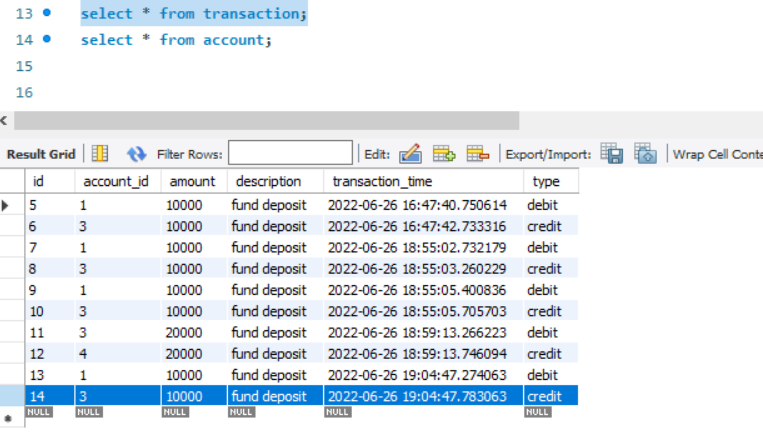 13 select * from transaction;
14 select * from account;
15
16
Result Grid Filter Rows: Edit: Export/Import: Wrap Cell Conte
id account_id amount description transaction_time type
5 1 10000 fund deposit 2022-06-26 16:47:40.750614 debit
6 3 10000 fund deposit 2022-06-26 16:47:42.733316 credit
7 1 10000 fund deposit 2022-06-26 18:55:02.732179 debit
8 3 10000 fund deposit 2022-06-26 18:55:03.260229 credit
9 1 10000 fund deposit 2022-06-26 18:55:05.400836 debit
10 3 10000 fund deposit 2022-06-26 18:55:05.705703 credit
11 3 20000 fund deposit 2022-06-26 18:59:13.266223 debit
12 4 20000 fund deposit 2022-06-26 18:59:13.746094 credit
13 1 10000 fund deposit 2022-06-26 19:04:47.274063 debit
14 3 10000 fund deposit 2022-06-26 19:04:47.783063 credit
NULL NULL NULL NULL NULL NULL